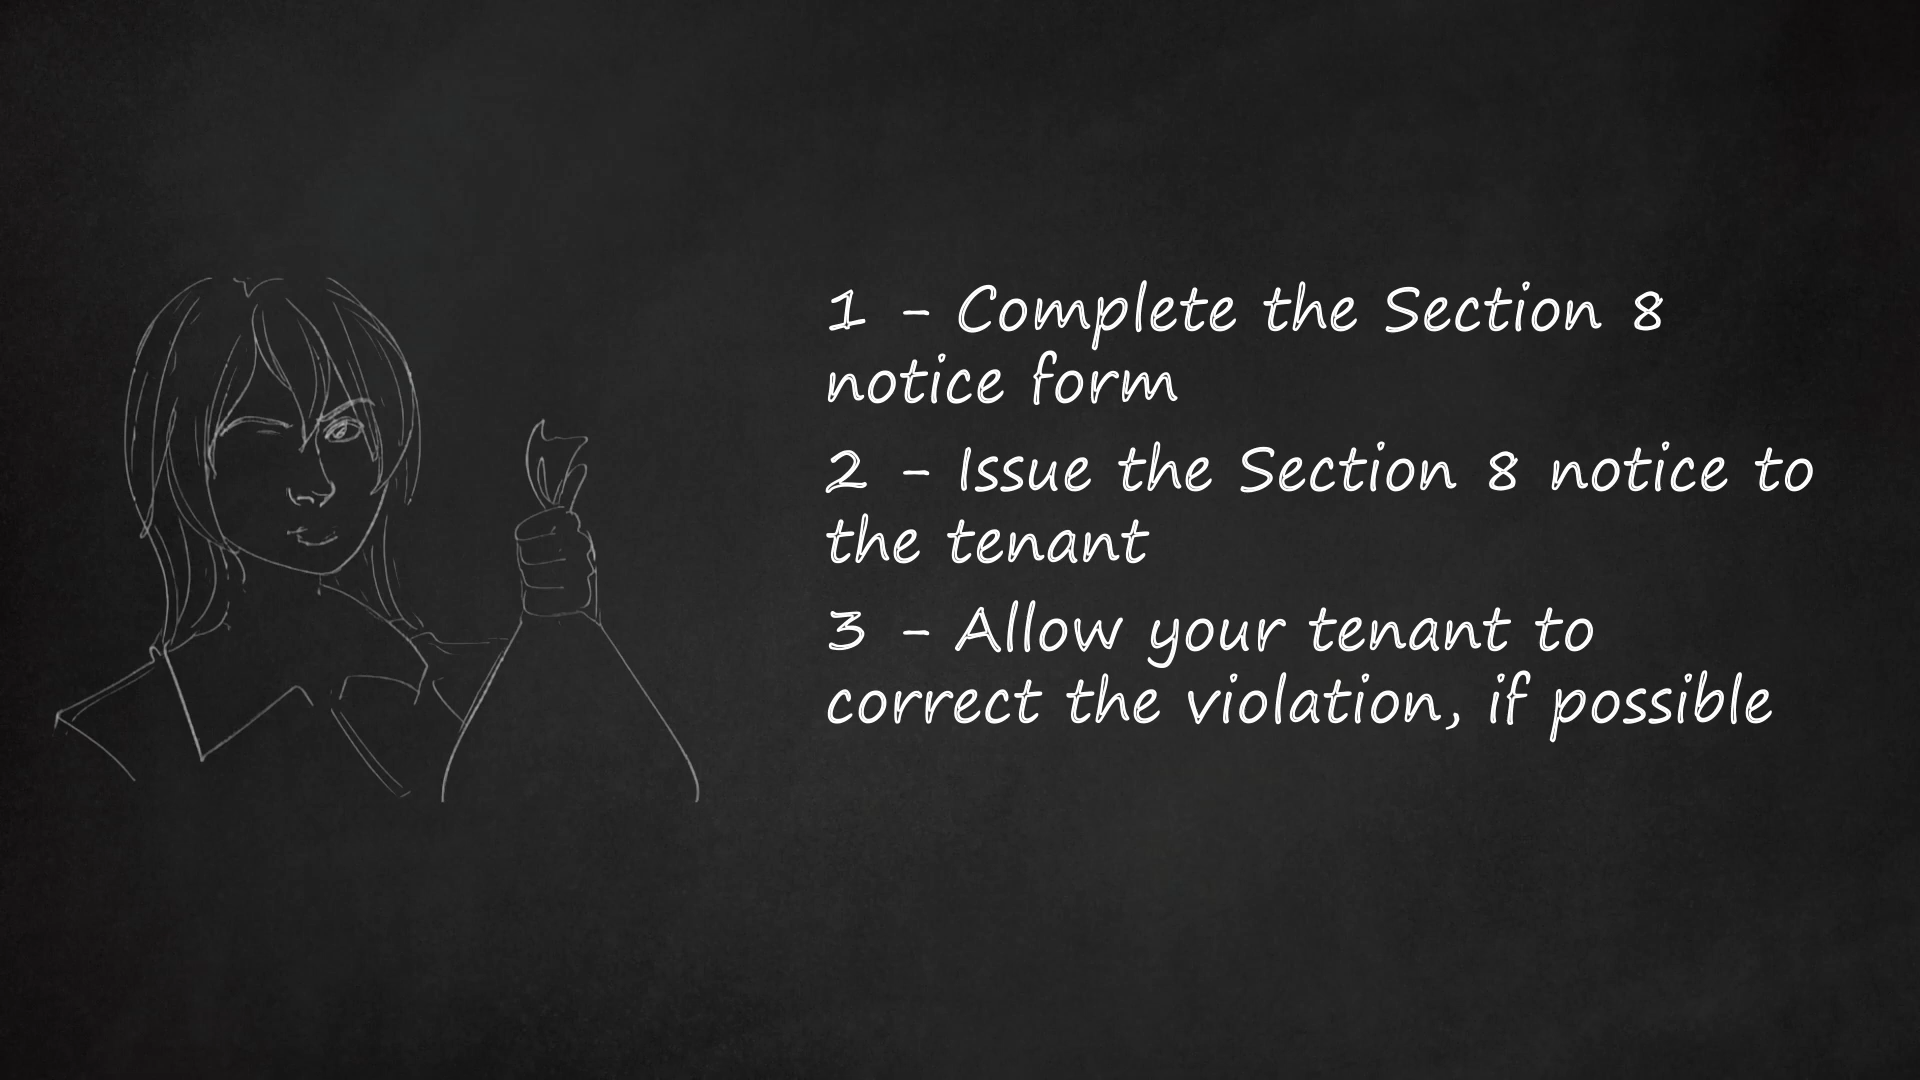 1 - Complete the Section 8
notice form
2 - Issue the Section 8 notice to
the tenant
3 - Allow your tenant to
correct the violation, if possible